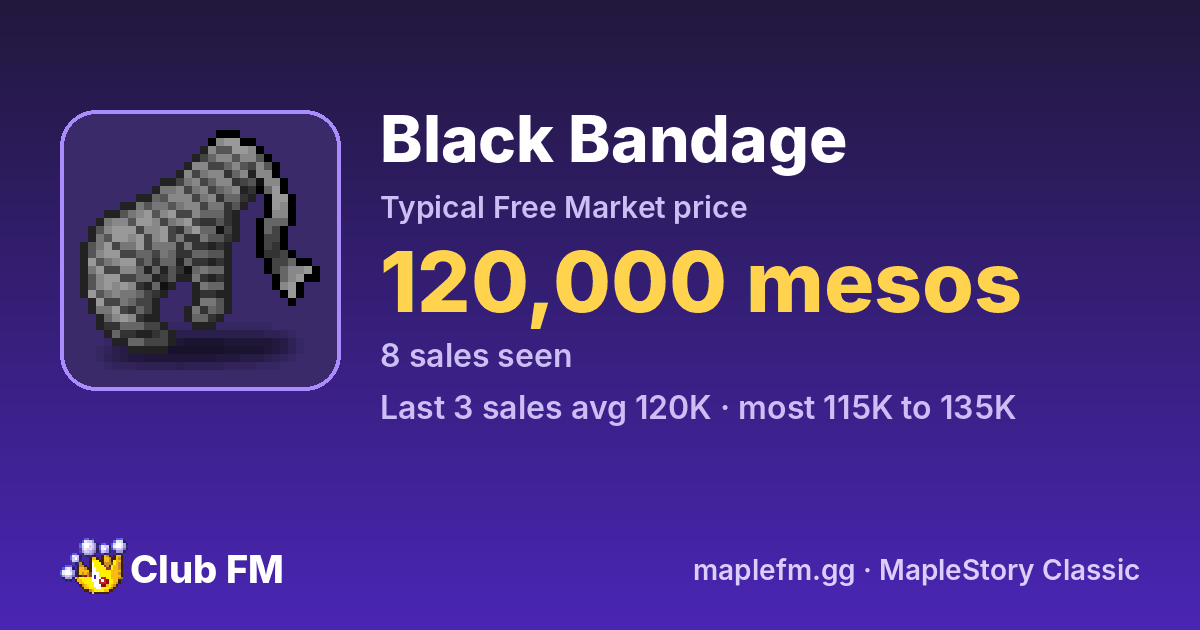 Black Bandage
Typical Free Market price
120,000 mesos
8 sales seen
Last 3 sales avg 120K · most 115K to 135K
Club FM
maplefm.gg · MapleStory Classic